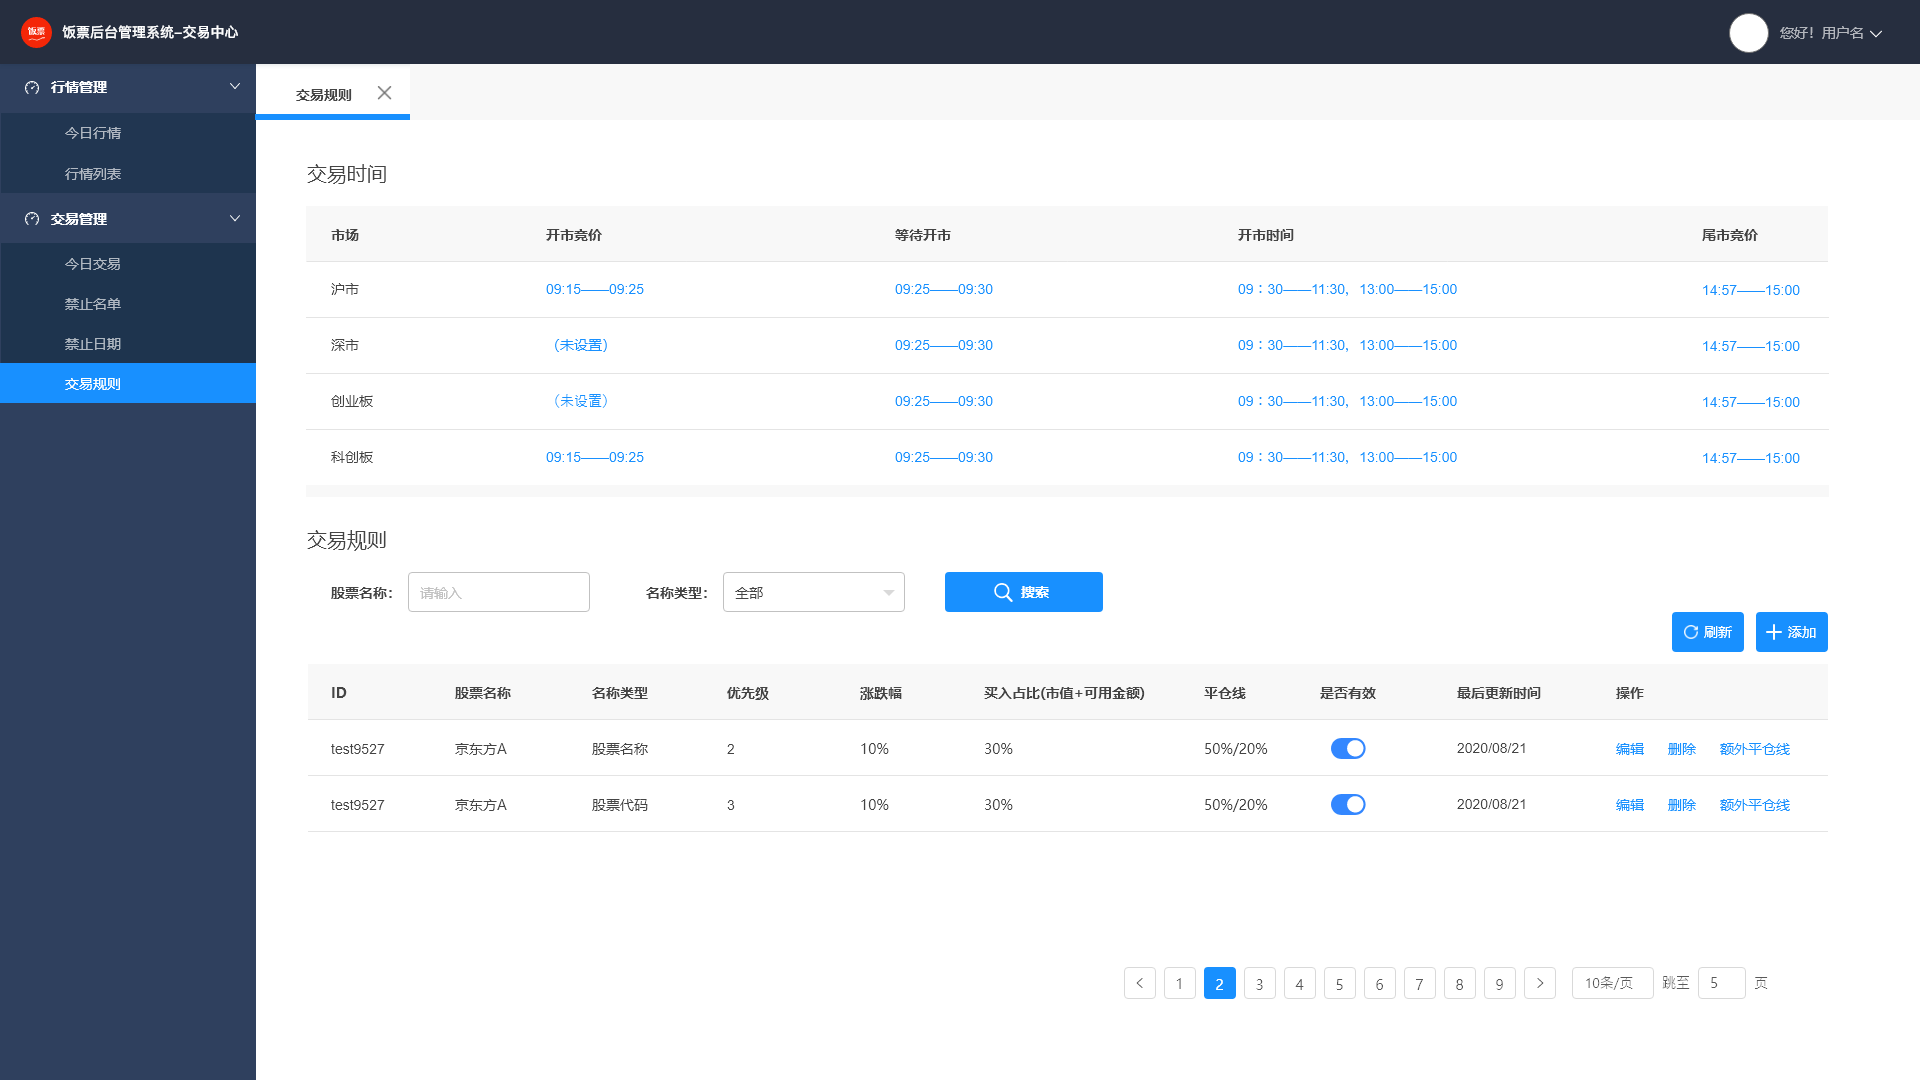 饭票 饭票后台管理系统–交易中心 您好！用户名
行情管理
今日行情
行情列表
交易管理
今日交易
禁止名单
禁止日期
交易规则
交易规则
交易时间
市场 开市竞价 等待开市 开市时间 尾市竞价
沪市 09:15——09:25 09:25——09:30 09：30——11:30，13:00——15:00 14:57——15:00
深市 （未设置） 09:25——09:30 09：30——11:30，13:00——15:00 14:57——15:00
创业板 （未设置） 09:25——09:30 09：30——11:30，13:00——15:00 14:57——15:00
科创板 09:15——09:25 09:25——09:30 09：30——11:30，13:00——15:00 14:57——15:00
交易规则
股票名称： 请输入 名称类型： 全部 搜索
刷新 添加
ID 股票名称 名称类型 优先级 涨跌幅 买入占比(市值+可用金额) 平仓线 是否有效 最后更新时间 操作
test9527 京东方A 股票名称 2 10% 30% 50%/20% 2020/08/21 编辑 删除 额外平仓线
test9527 京东方A 股票代码 3 10% 30% 50%/20% 2020/08/21 编辑 删除 额外平仓线
1 2 3 4 5 6 7 8 9 10条/页 跳至 5 页